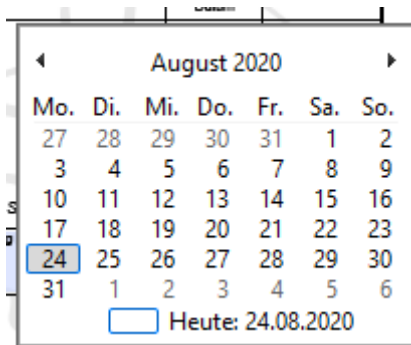 August 2020
Mo. Di. Mi. Do. Fr. Sa. So.
27 28 29 30 31 1 2
3 4 5 6 7 8 9
10 11 12 13 14 15 16
17 18 19 20 21 22 23
24 25 26 27 28 29 30
31 1 2 3 4 5 6
Heute: 24.08.2020